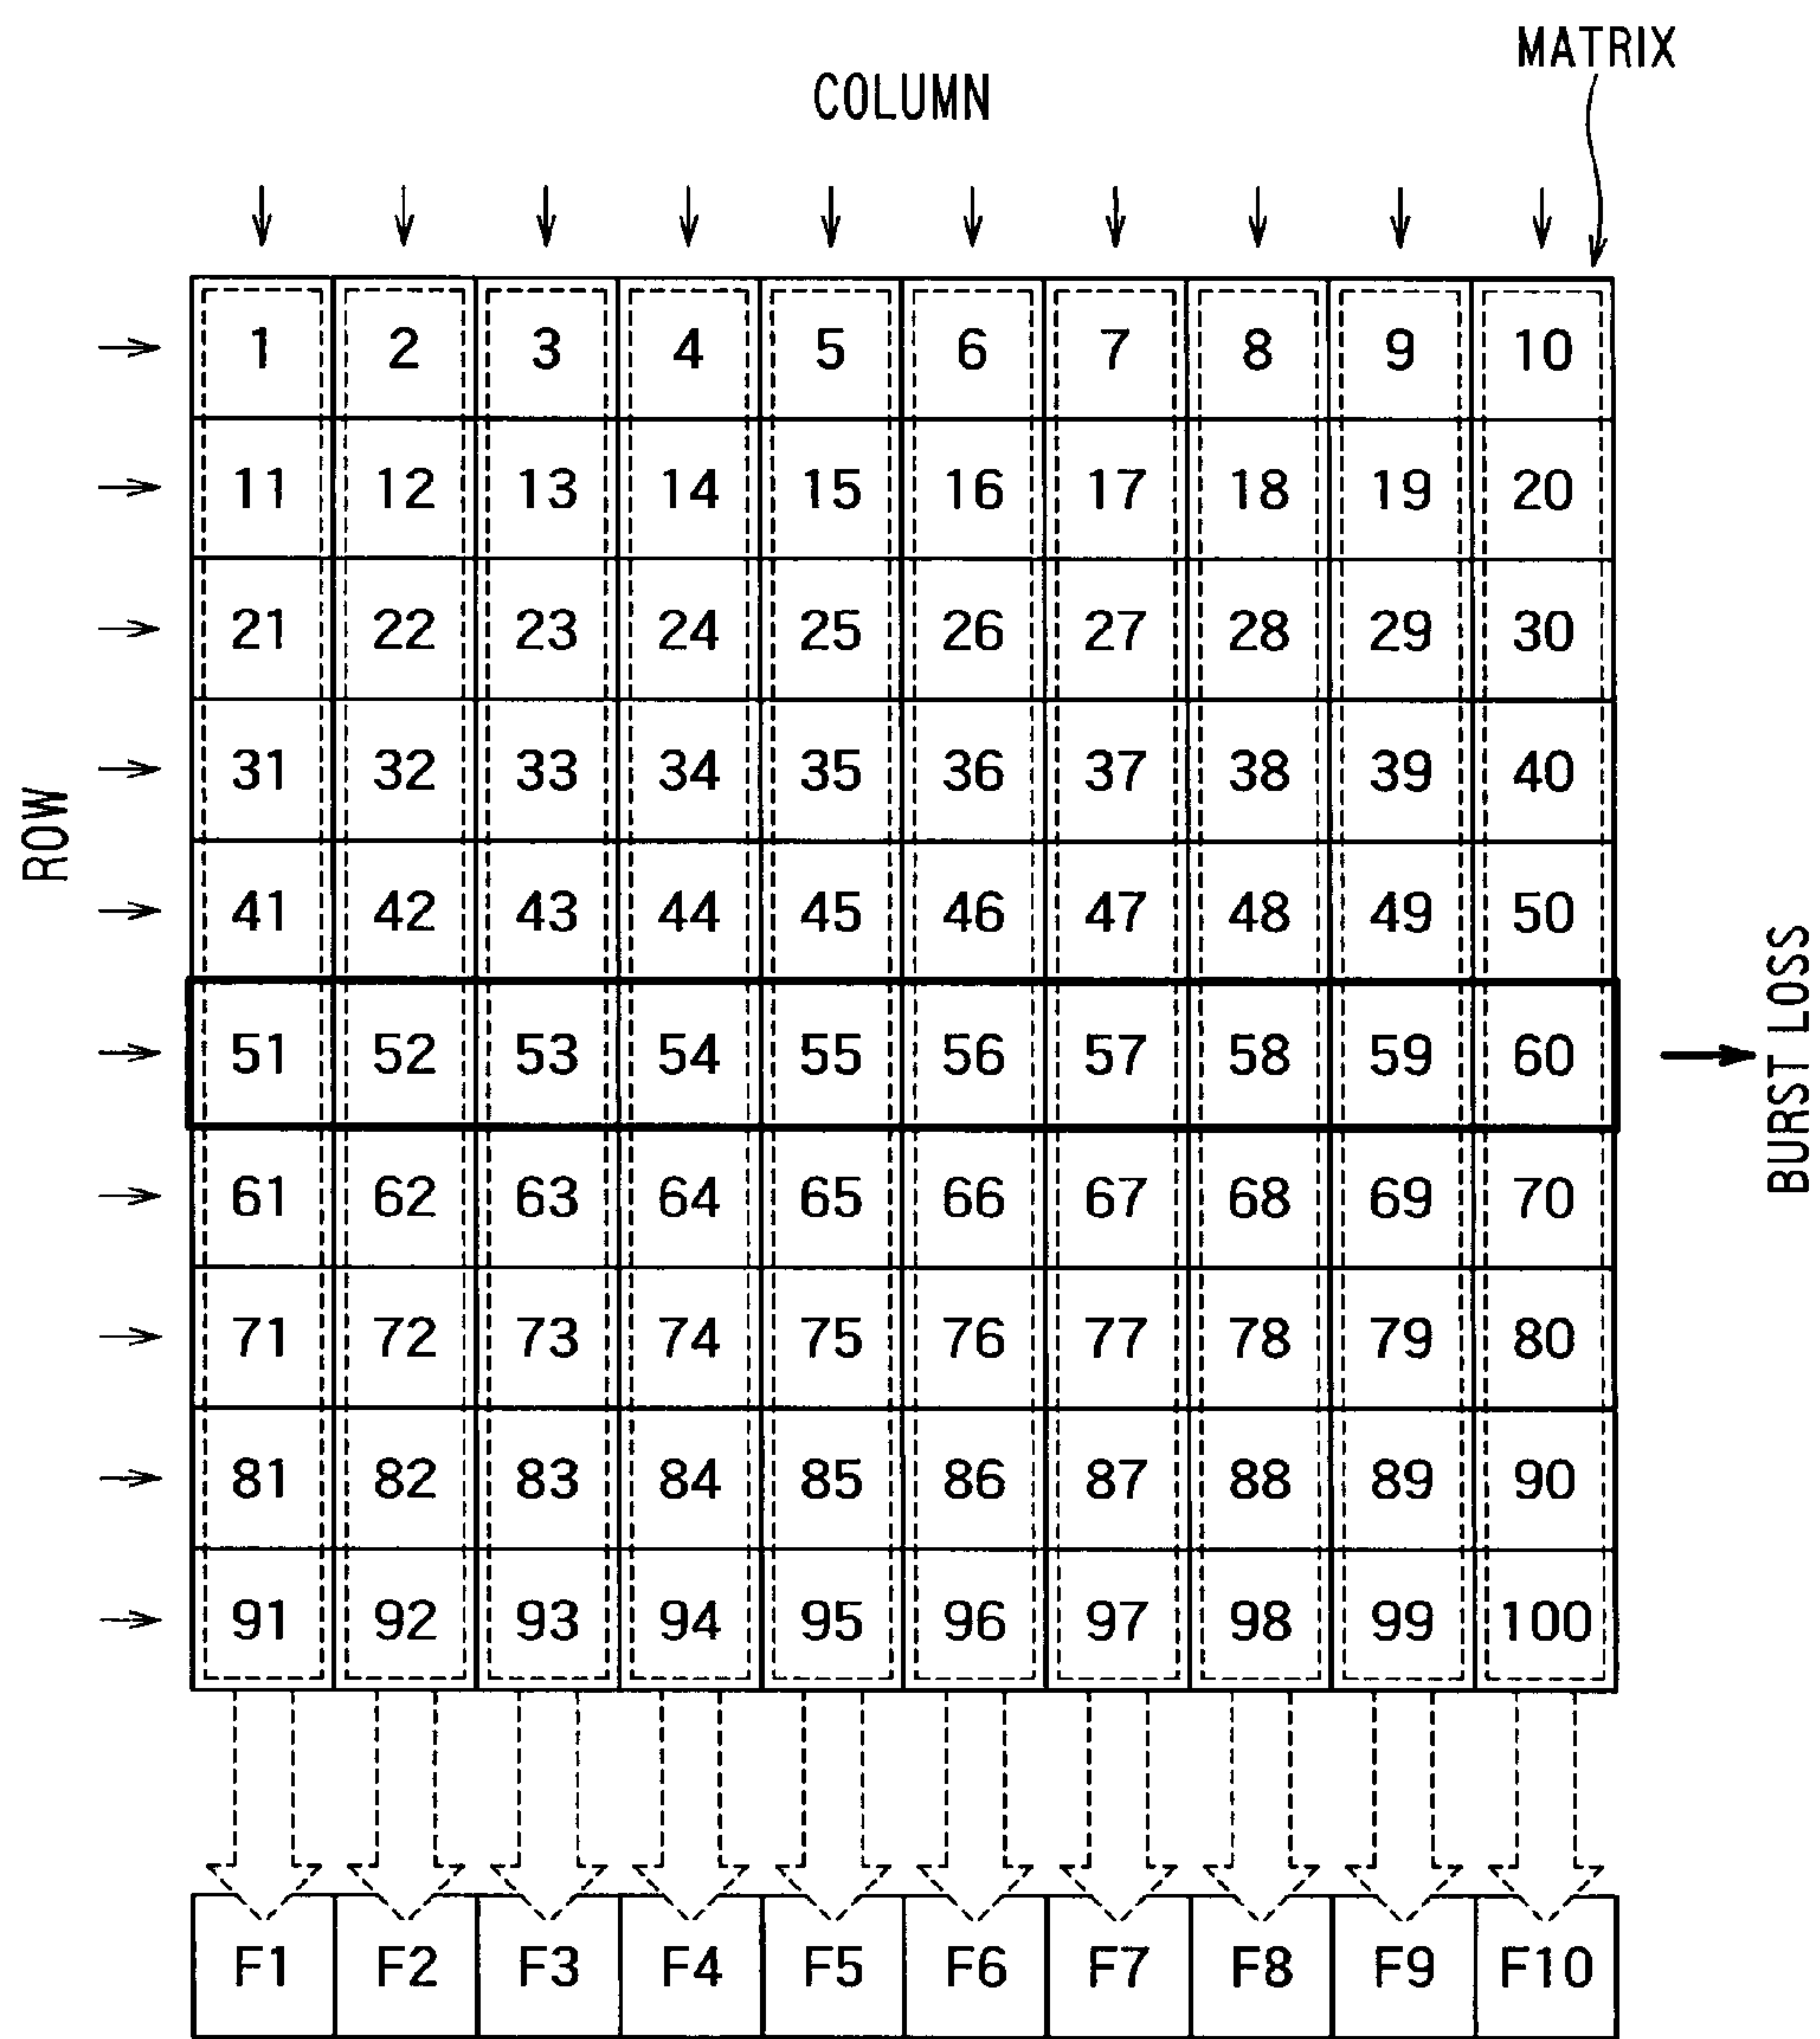 MATRIX
COLUMN
ROW
1 2 3 4 5 6 7 8 9 10
11 12 13 14 15 16 17 18 19 20
21 22 23 24 25 26 27 28 29 30
31 32 33 34 35 36 37 38 39 40
41 42 43 44 45 46 47 48 49 50
51 52 53 54 55 56 57 58 59 60
BURST LOSS
61 62 63 64 65 66 67 68 69 70
71 72 73 74 75 76 77 78 79 80
81 82 83 84 85 86 87 88 89 90
91 92 93 94 95 96 97 98 99 100
F1 F2 F3 F4 F5 F6 F7 F8 F9 F10